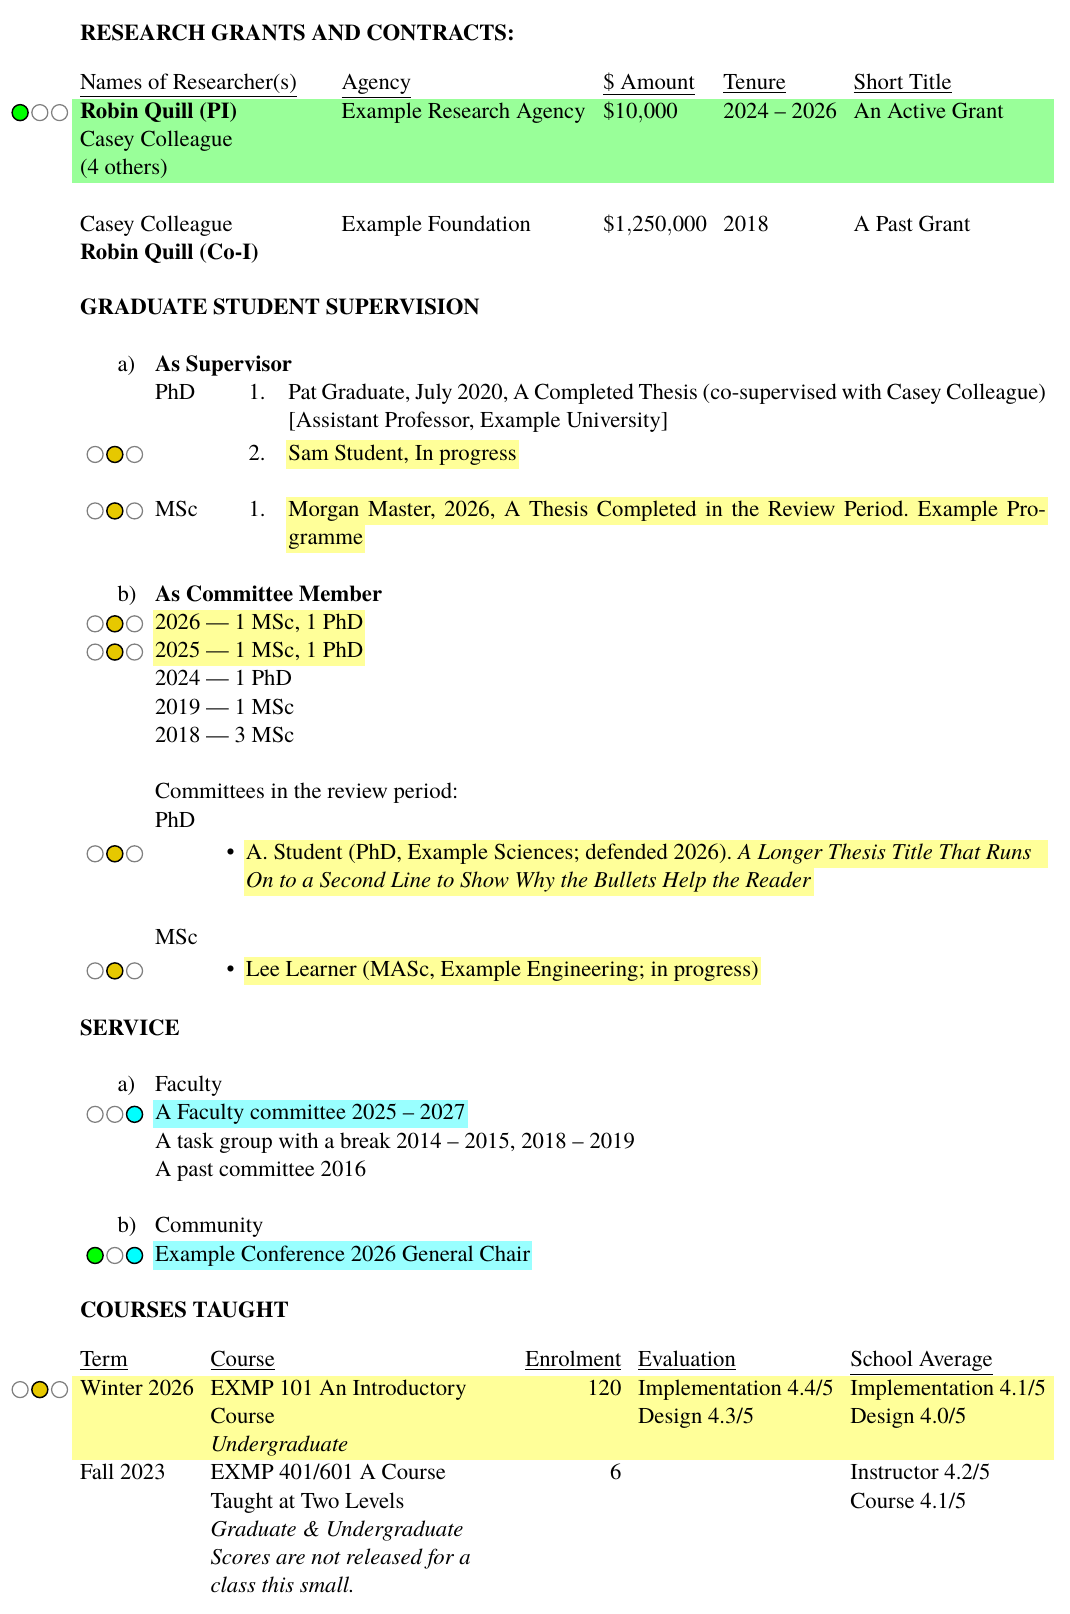 RESEARCH GRANTS AND CONTRACTS:
Names of Researcher(s) Agency $ Amount Tenure Short Title
Robin Quill (PI) Example Research Agency $10,000 2024 – 2026 An Active Grant
Casey Colleague
(4 others)
Casey Colleague Example Foundation $1,250,000 2018 A Past Grant
Robin Quill (Co-I)
GRADUATE STUDENT SUPERVISION
a) As Supervisor
PhD 1. Pat Graduate, July 2020, A Completed Thesis (co-supervised with Casey Colleague)
[Assistant Professor, Example University]
2. Sam Student, In progress
MSc 1. Morgan Master, 2026, A Thesis Completed in the Review Period. Example Pro-
gramme
b) As Committee Member
2026 — 1 MSc, 1 PhD
2025 — 1 MSc, 1 PhD
2024 — 1 PhD
2019 — 1 MSc
2018 — 3 MSc
Committees in the review period:
PhD
• A. Student (PhD, Example Sciences; defended 2026). A Longer Thesis Title That Runs
On to a Second Line to Show Why the Bullets Help the Reader
MSc
• Lee Learner (MASc, Example Engineering; in progress)
SERVICE
a) Faculty
A Faculty committee 2025 – 2027
A task group with a break 2014 – 2015, 2018 – 2019
A past committee 2016
b) Community
Example Conference 2026 General Chair
COURSES TAUGHT
Term Course Enrolment Evaluation School Average
Winter 2026 EXMP 101 An Introductory 120 Implementation 4.4/5 Implementation 4.1/5
Course Design 4.3/5 Design 4.0/5
Undergraduate
Fall 2023 EXMP 401/601 A Course 6 Instructor 4.2/5
Taught at Two Levels Course 4.1/5
Graduate & Undergraduate
Scores are not released for a
class this small.